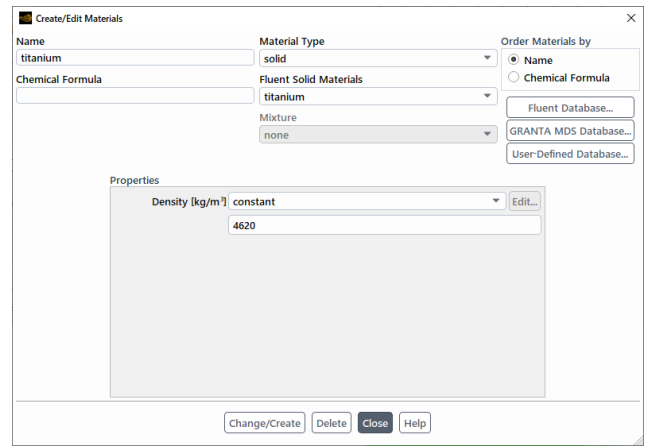 Create/Edit Materials
Name
Material Type
Order Materials by
titanium
solid
Name
Chemical Formula
Fluent Solid Materials
Chemical Formula
titanium
Fluent Database...
Mixture
none
GRANTA MDS Database...
User-Defined Database...
Properties
Density [kg/m³] constant
Edit...
4620
Change/Create
Delete
Close
Help